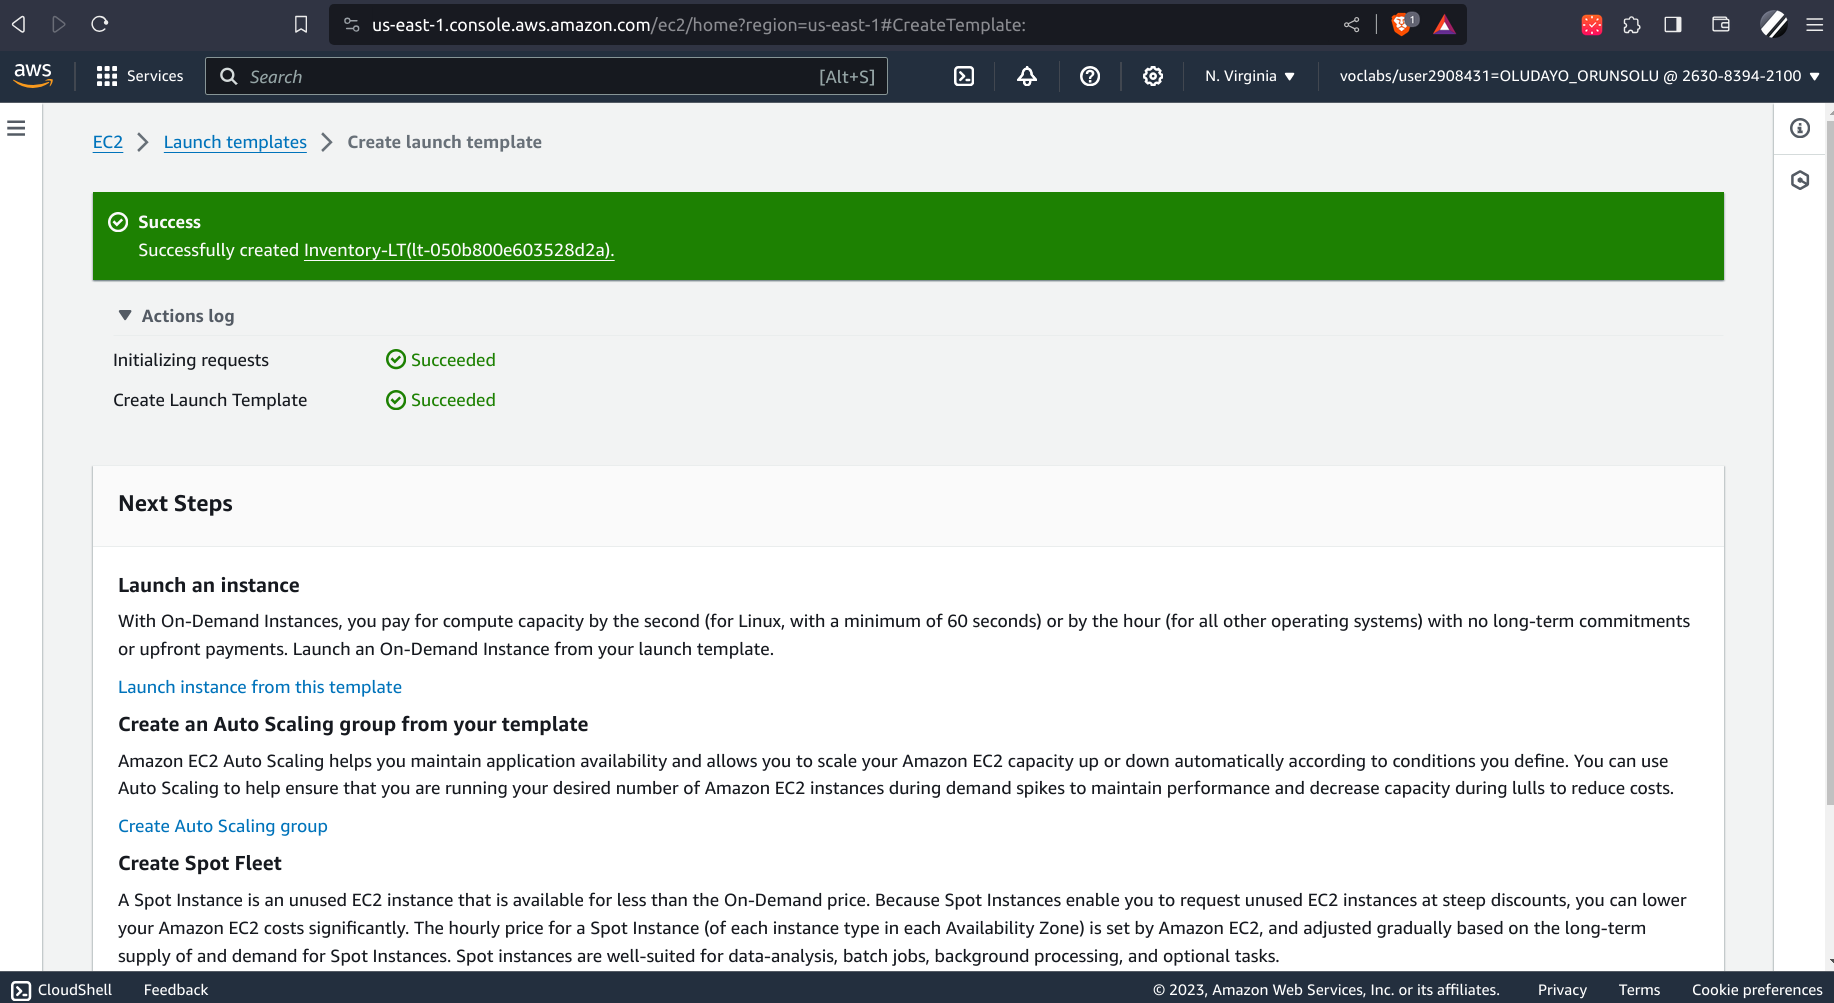 us-east-1.console.aws.amazon.com/ec2/home?region=us-east-1#CreateTemplate:
1
aws
Services
Search
[Alt+S]
N. Virginia
voclabs/user2908431=OLUDAYO_ORUNSOLU @ 2630-8394-2100
EC2
Launch templates
Create launch template
Success
Successfully created Inventory-LT(lt-050b800e603528d2a).
Actions log
Initializing requests Succeeded
Create Launch Template Succeeded
Next Steps
Launch an instance
With On-Demand Instances, you pay for compute capacity by the second (for Linux, with a minimum of 60 seconds) or by the hour (for all other operating systems) with no long-term commitments
or upfront payments. Launch an On-Demand Instance from your launch template.
Launch instance from this template
Create an Auto Scaling group from your template
Amazon EC2 Auto Scaling helps you maintain application availability and allows you to scale your Amazon EC2 capacity up or down automatically according to conditions you define. You can use
Auto Scaling to help ensure that you are running your desired number of Amazon EC2 instances during demand spikes to maintain performance and decrease capacity during lulls to reduce costs.
Create Auto Scaling group
Create Spot Fleet
A Spot Instance is an unused EC2 instance that is available for less than the On-Demand price. Because Spot Instances enable you to request unused EC2 instances at steep discounts, you can lower
your Amazon EC2 costs significantly. The hourly price for a Spot Instance (of each instance type in each Availability Zone) is set by Amazon EC2, and adjusted gradually based on the long-term
supply of and demand for Spot Instances. Spot instances are well-suited for data-analysis, batch jobs, background processing, and optional tasks.
CloudShell
Feedback
© 2023, Amazon Web Services, Inc. or its affiliates.
Privacy
Terms
Cookie preferences